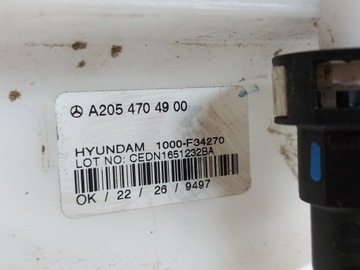 A205 470 49 00
HYUNDAM 1000-F34270
LOT NO: CEDN1651232BA
OK / 22 / 26 / 9497